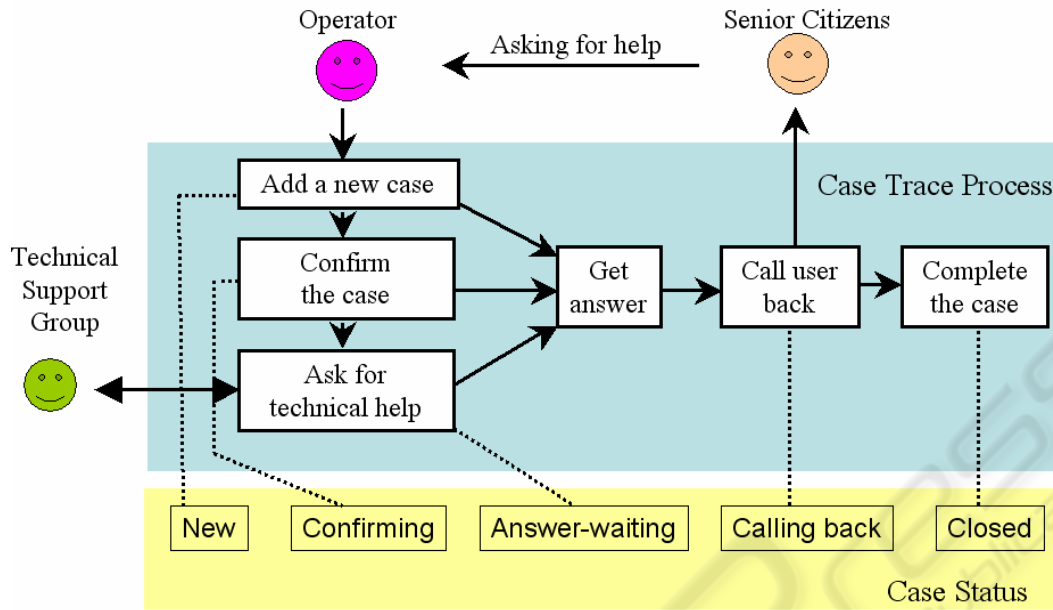 Operator
Senior Citizens
Asking for help
Add a new case
Case Trace Process
Technical
Support
Group
Confirm
the case
Get
answer
Call user
back
Complete
the case
Ask for
technical help
New
Confirming
Answer-waiting
Calling back
Closed
Case Status